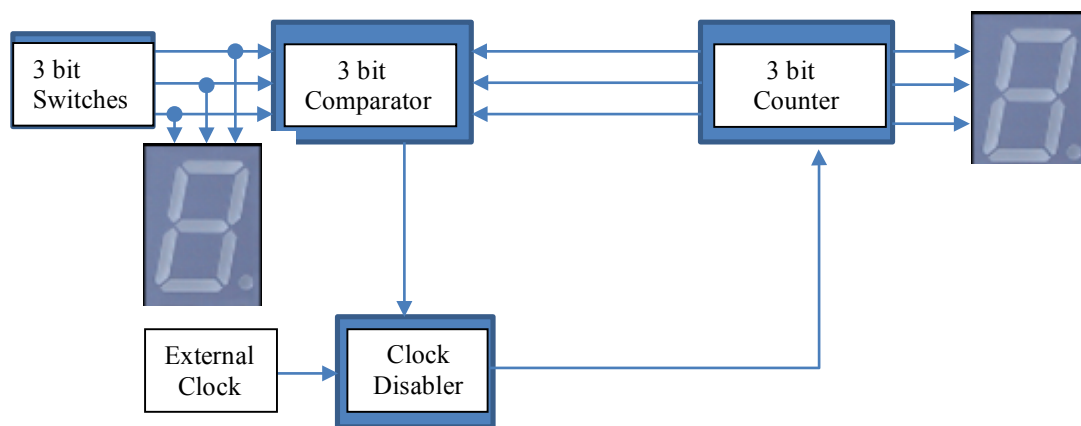 3 bit
Switches
3 bit
Comparator
3 bit
Counter
External
Clock
Clock
Disabler